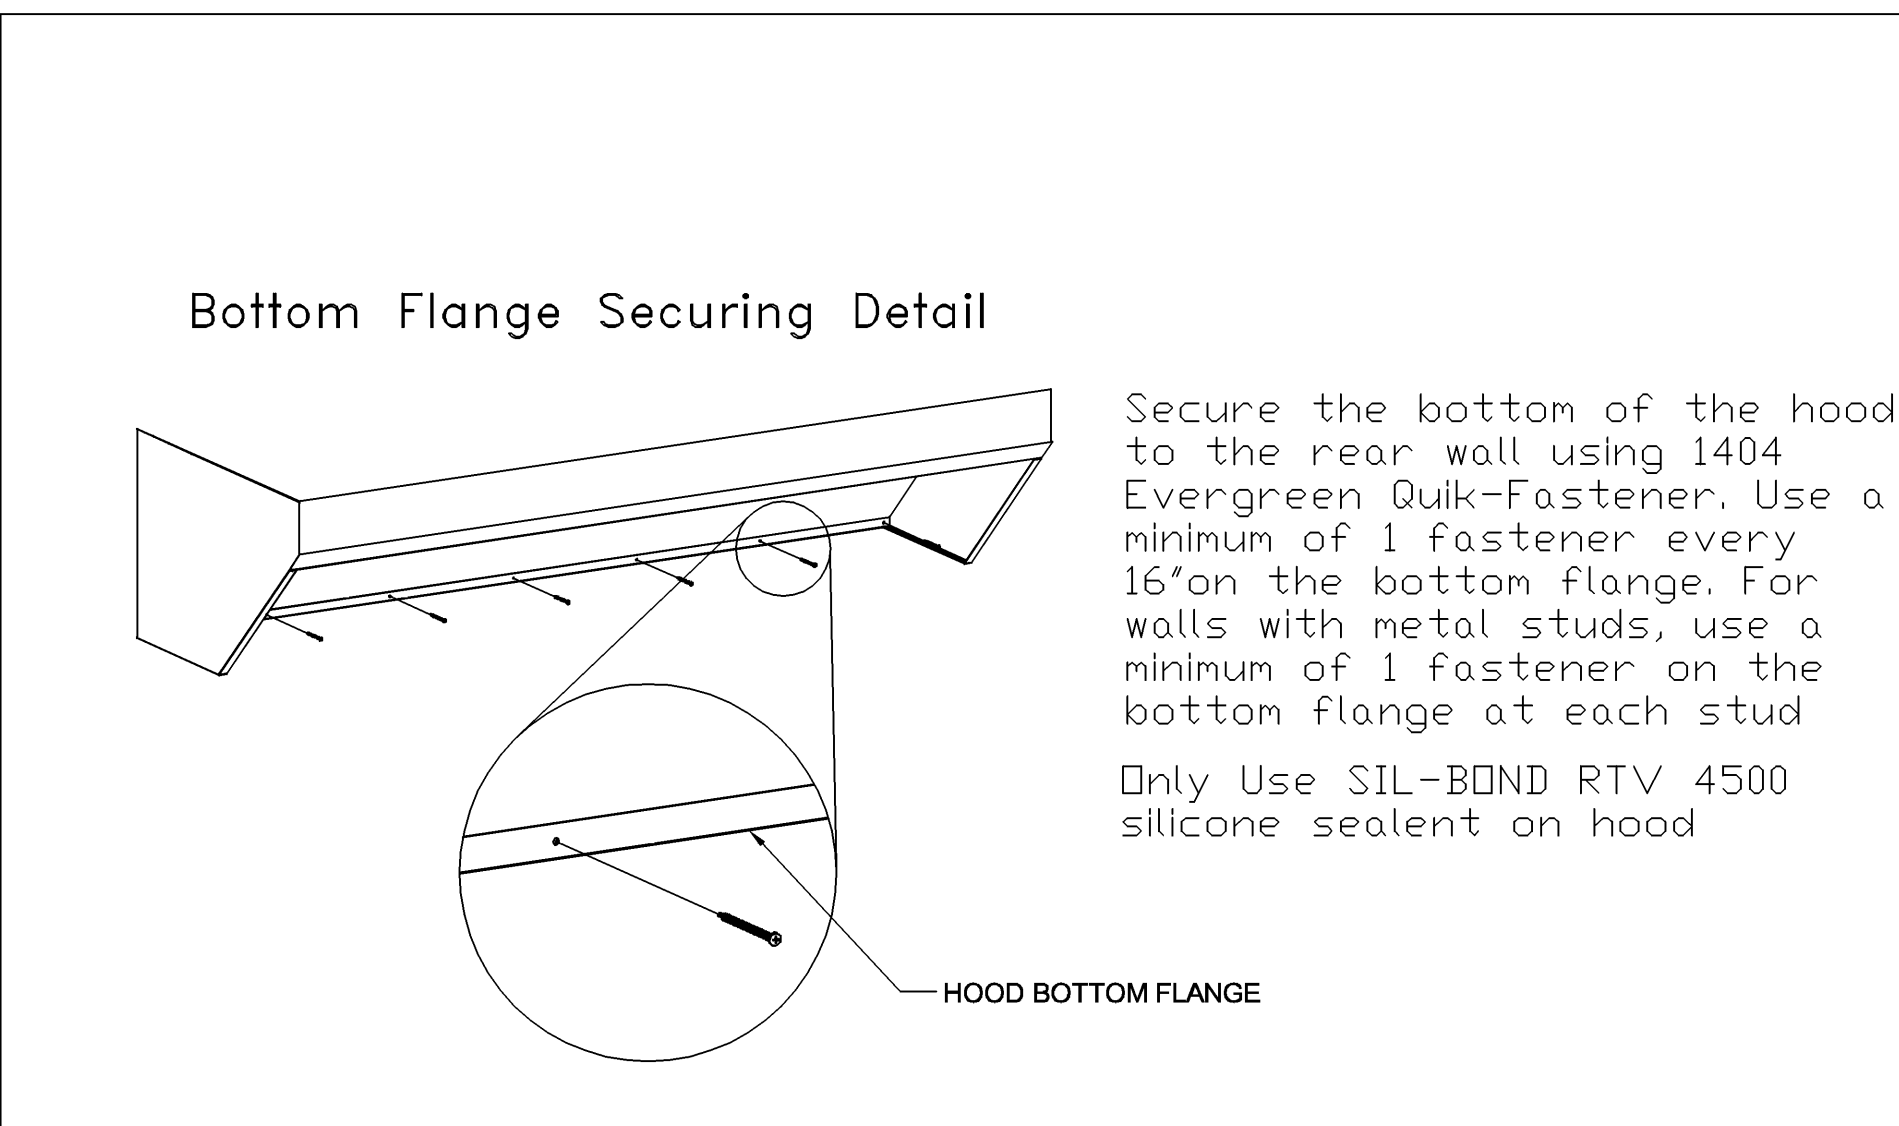 Bottom Flange Securing Detail
Secure the bottom of the hood
to the rear wall using 1404
Evergreen Quik-Fastener. Use a
minimum of 1 fastener every
16"on the bottom flange. For
walls with metal studs, use a
minimum of 1 fastener on the
bottom flange at each stud
Only Use SIL-BOND RTV 4500
silicone sealent on hood
HOOD BOTTOM FLANGE